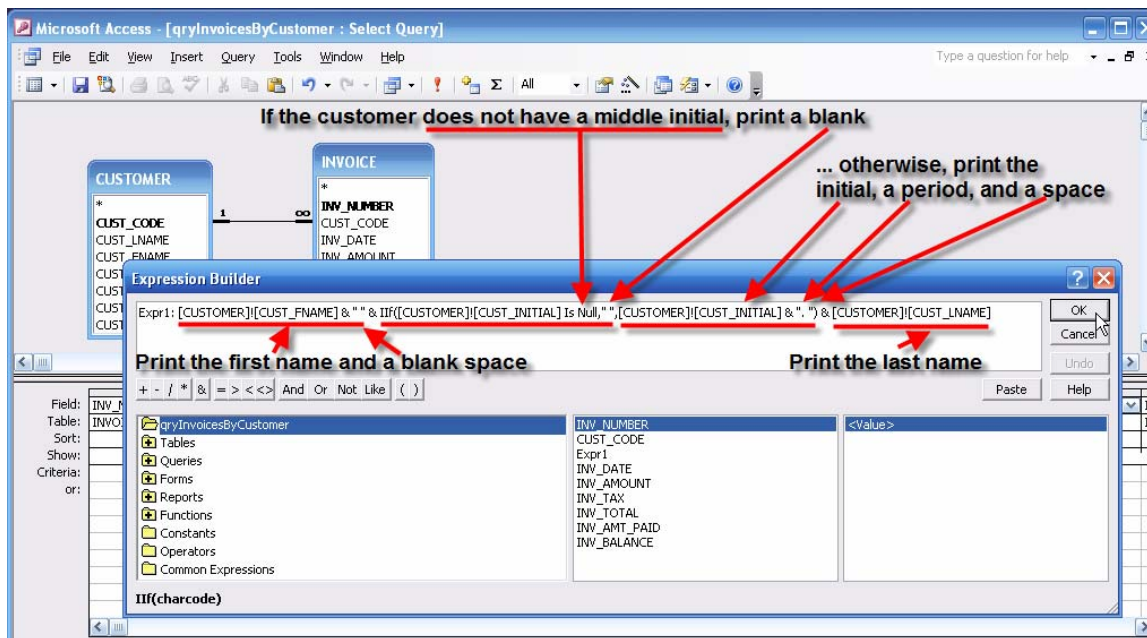 Microsoft Access - [qryInvoicesByCustomer : Select Query]
File Edit View Insert Query Tools Window Help
Type a question for help
All
If the customer does not have a middle initial, print a blank
... otherwise, print the
initial, a period, and a space
CUSTOMER
*
CUST_CODE
CUST_LNAME
CUST_FNAME
1 ∞
INVOICE
*
INV_NUMBER
CUST_CODE
INV_DATE
INV_AMOUNT
Expression Builder
Expr1: [CUSTOMER]![CUST_FNAME] & " " & IIf([CUSTOMER]![CUST_INITIAL] Is Null," ",[CUSTOMER]![CUST_INITIAL] & ". ") & [CUSTOMER]![CUST_LNAME]
OK
Cancel
Undo
Print the first name and a blank space
Print the last name
+ - / * & = > < <> And Or Not Like ( )
Paste
Help
Field:
Table:
Sort:
Show:
Criteria:
or:
qryInvoicesByCustomer
Tables
Queries
Forms
Reports
Functions
Constants
Operators
Common Expressions
INV_NUMBER
CUST_CODE
Expr1
INV_DATE
INV_AMOUNT
INV_TAX
INV_TOTAL
INV_AMT_PAID
INV_BALANCE
<Value>
IIf(charcode)